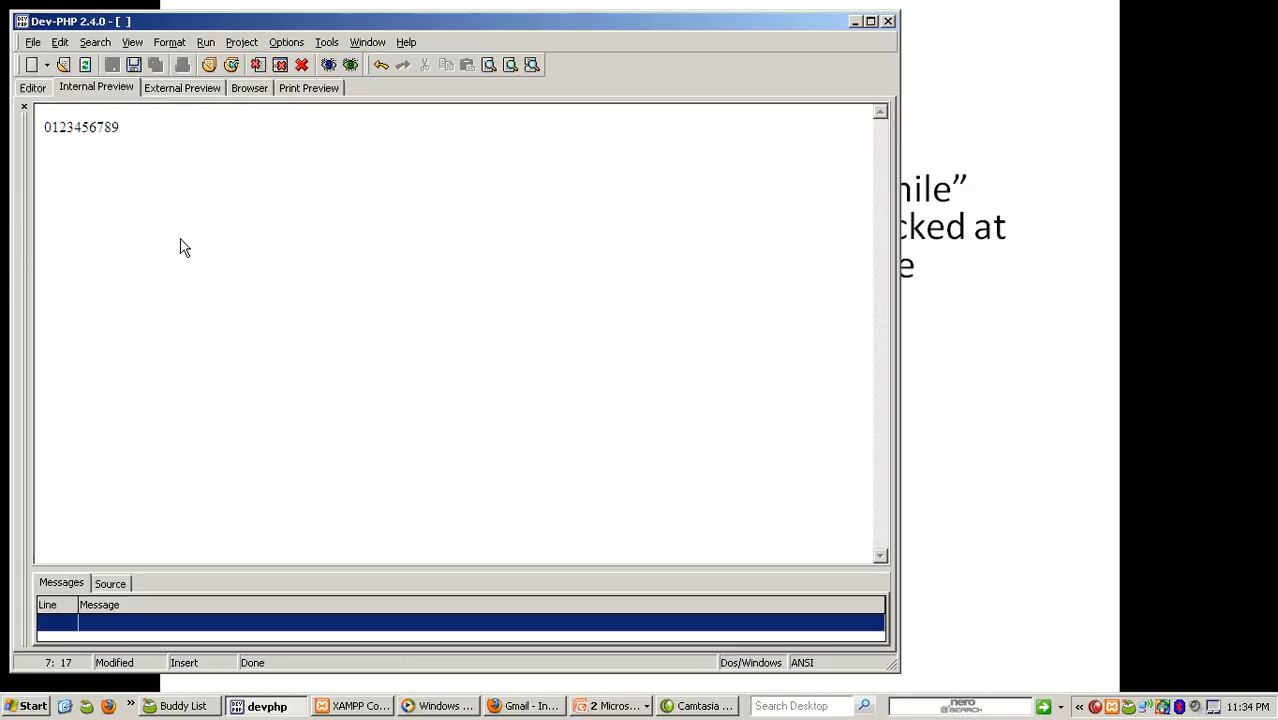 Dev-PHP 2.4.0 - [ ]
File Edit Search View Format Run Project Options Tools Window Help
Editor Internal Preview External Preview Browser Print Preview
0123456789
hile”
cked at
e
Messages Source
Line Message
7: 17 Modified Insert Done Dos/Windows ANSI
Start Buddy List devphp XAMPP Co... Windows ... Gmail - In... 2 Micros... Camtasia ... Search Desktop nero SEARCH 11:34 PM